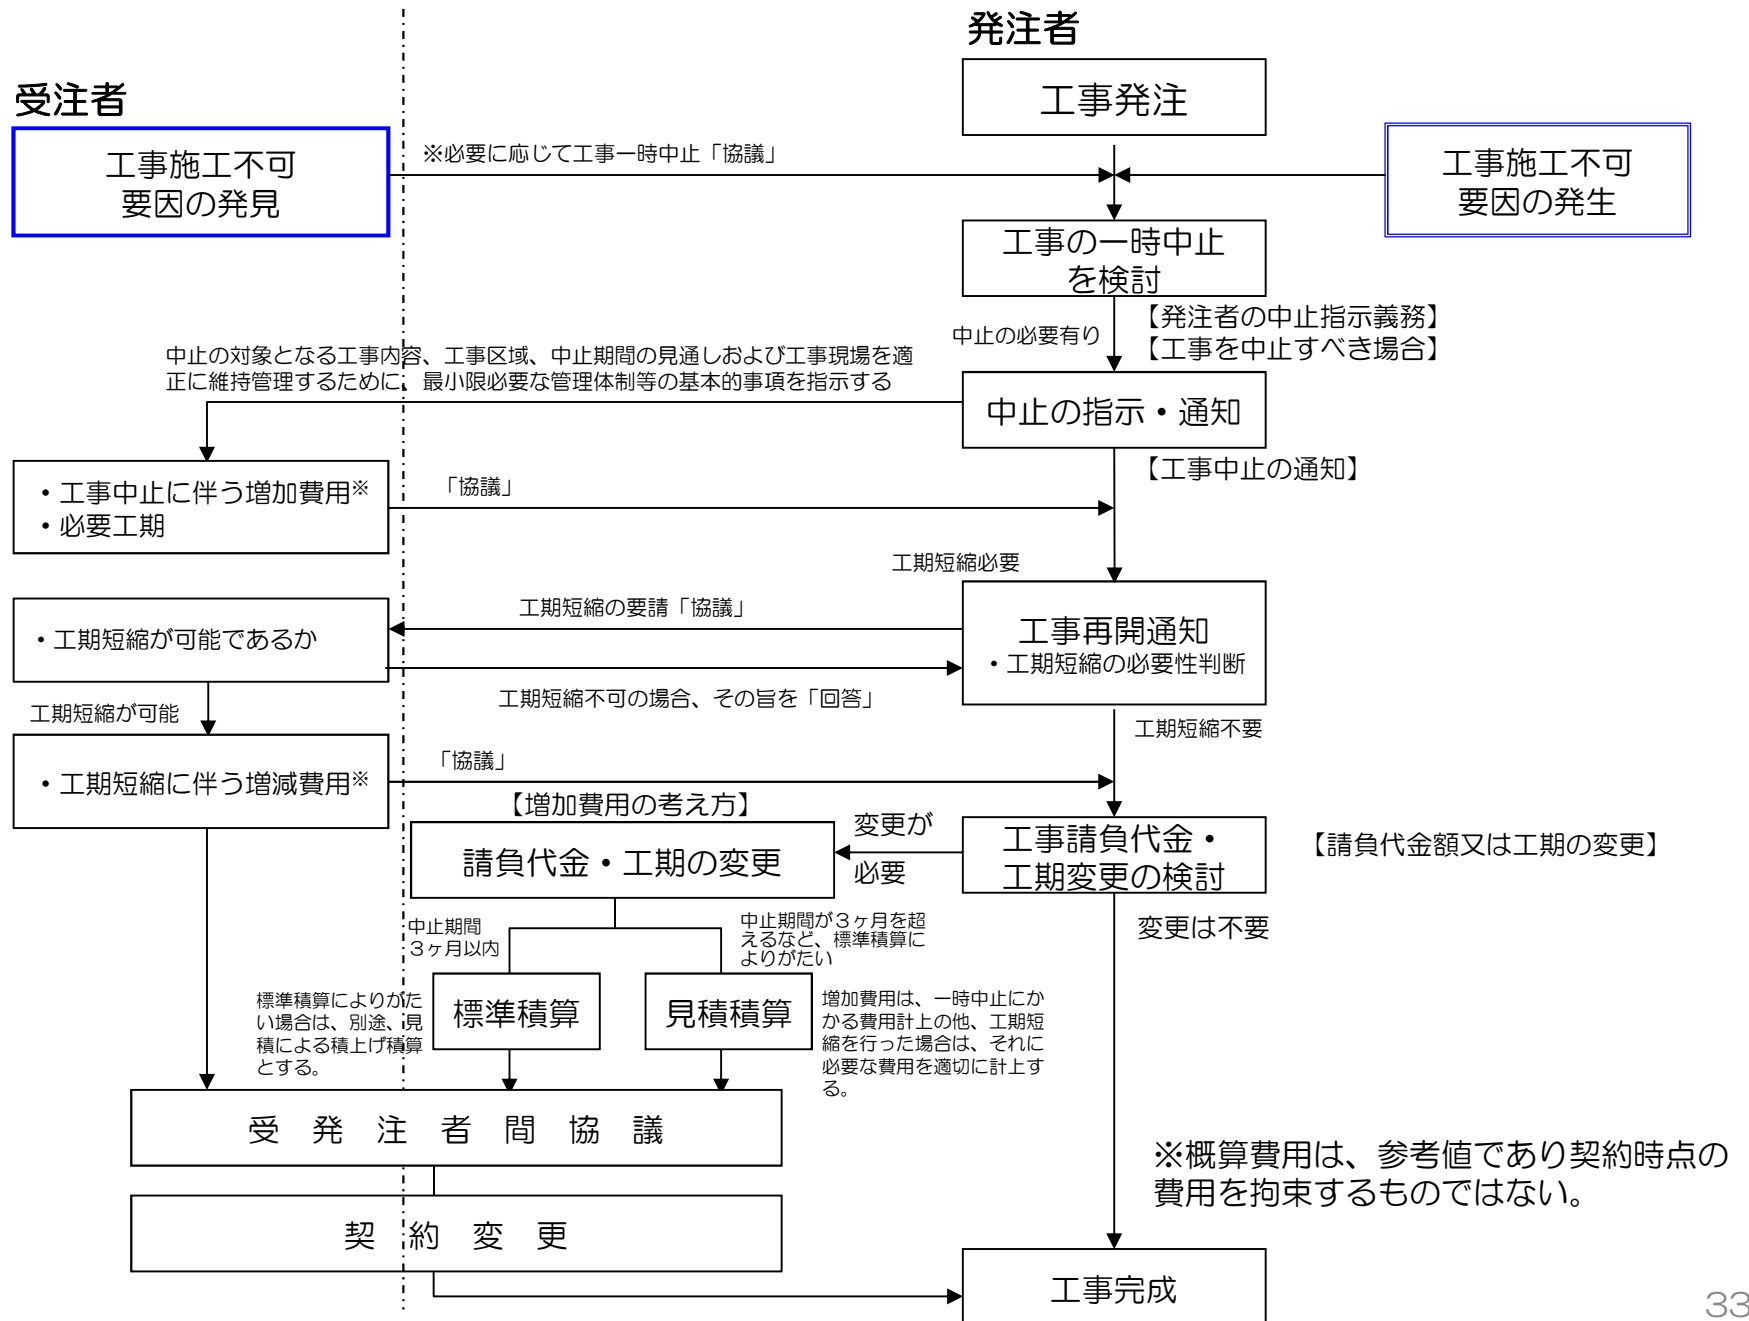 発注者
受注者
工事発注
工事施工不可
要因の発見
※必要に応じて工事一時中止「協議」
工事施工不可
要因の発生
工事の一時中止
を検討
中止の必要有り
【発注者の中止指示義務】
【工事を中止すべき場合】
中止の対象となる工事内容、工事区域、中止期間の見通しおよび工事現場を適
正に維持管理するために、最小限必要な管理体制等の基本的事項を指示する
中止の指示・通知
【工事中止の通知】
・工事中止に伴う増加費用※
・必要工期
「協議」
工期短縮必要
工期短縮の要請「協議」
・工期短縮が可能であるか
工事再開通知
・工期短縮の必要性判断
工期短縮不可の場合、その旨を「回答」
工期短縮が可能
工期短縮不要
・工期短縮に伴う増減費用※
「協議」
【増加費用の考え方】
請負代金・工期の変更
変更が
必要
工事請負代金・
工期変更の検討
【請負代金額又は工期の変更】
変更は不要
中止期間
３ヶ月以内
中止期間が３ヶ月を超
えるなど、標準積算に
よりがたい
標準積算によりがた
い場合は、別途、見
積による積上げ積算
とする。
標準積算
見積積算
増加費用は、一時中止にか
かる費用計上の他、工期短
縮を行った場合は、それに
必要な費用を適切に計上す
る。
受　発　注　者　間　協　議
※概算費用は、参考値であり契約時点の
費用を拘束するものではない。
契　約　変　更
工事完成
33